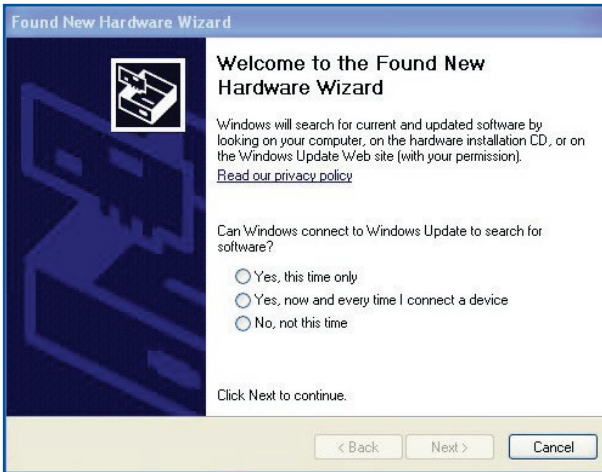 Found New Hardware Wizard
Welcome to the Found New
Hardware Wizard
Windows will search for current and updated software by
looking on your computer, on the hardware installation CD, or on
the Windows Update Web site (with your permission).
Read our privacy policy
Can Windows connect to Windows Update to search for
software?
Yes, this time only
Yes, now and every time I connect a device
No, not this time
Click Next to continue.
< Back Next > Cancel